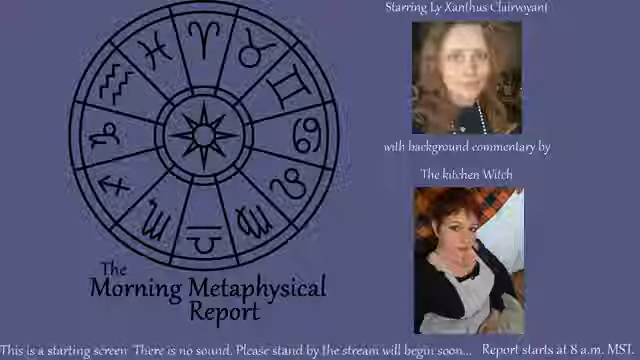 Starring Ly Xanthus Clairvoyant
with background commentary by
The kitchen Witch
The
Morning Metaphysical
Report
This is a starting screen There is no sound. Please stand by the stream will begin soon... Report starts at 8 a.m. MST.